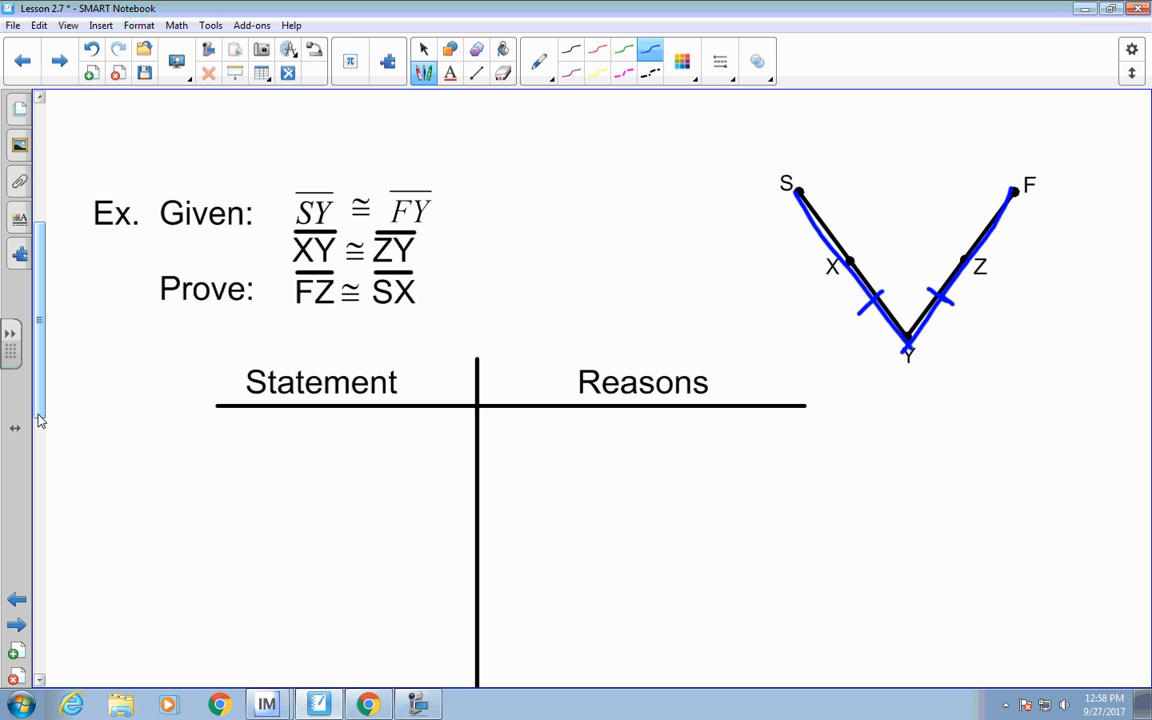 Lesson 2.7 * - SMART Notebook
File Edit View Insert Format Math Tools Add-ons Help
S F
Ex. Given: SY ≅ FY
XY ≅ ZY
X Z
Prove: FZ ≅ SX
Y
Statement Reasons
IM
12:58 PM
9/27/2017